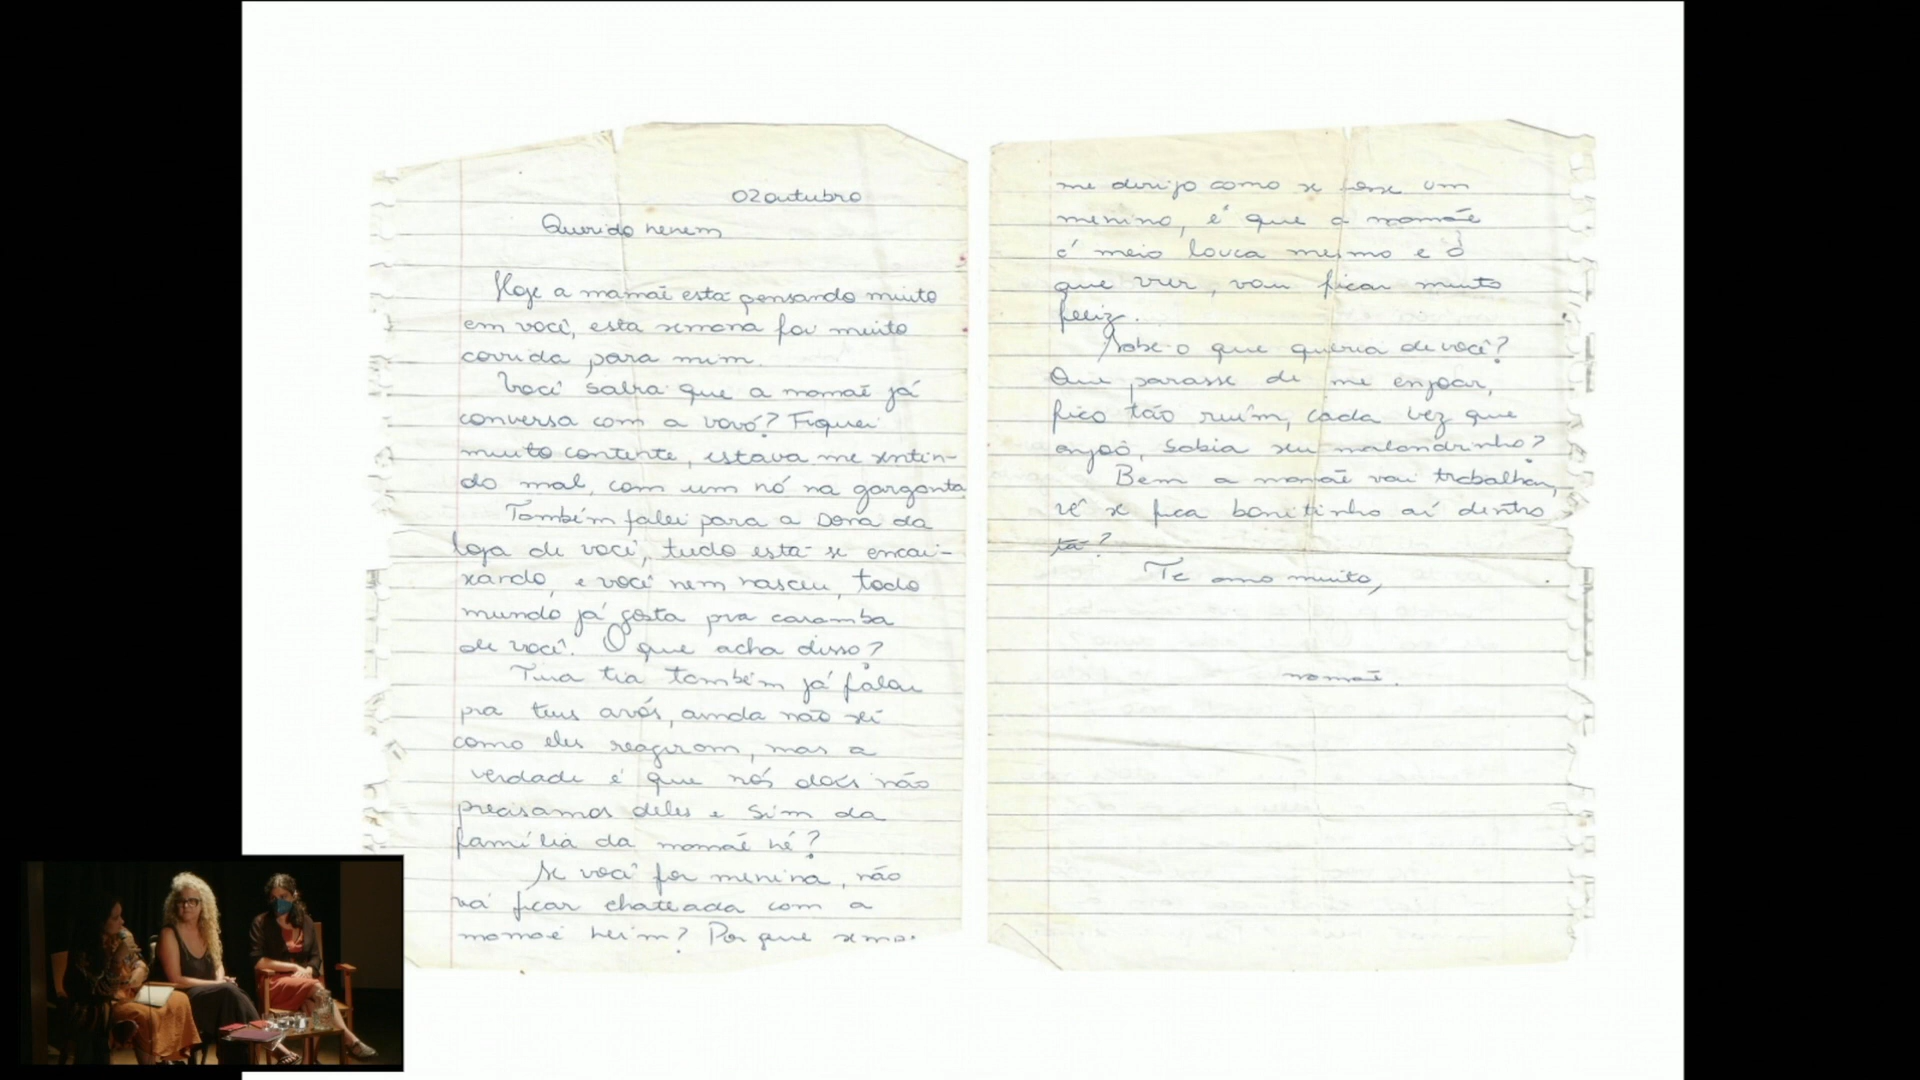 02 outubro
Querido nenem
Hoje a mamãe está pensando muito
em você, esta semana foi muito
corrida para mim.
Você sabia que a mamãe já
conversa com a vovó? Fiquei
muito contente, estava me sentin-
do mal, com um nó na garganta
Também falei para a Dona da
loja de você, tudo está se encai-
xando, e você nem nasceu, todo
mundo já gosta pra caramba
de você. O que acha disso?
Tua tia também já falou
pra teus avós, ainda não sei
como eles reagiram, mas a
verdade é que nós dois não
precisamos deles e sim da
família da mamãe né?
Se você for menina, não
vá ficar chateada com a
mamãe heim? Por que
me dirijo como se fosse um
menino, é que a mamãe
é meio louca mesmo e o
que vier, vou ficar muito
feliz.
Sabe o que queria de você?
Que parasse de me enjoar,
fico tão ruím, cada vez que
enjoô, sabia seu malandrinho?
Bem a mamãe vai trabalhar,
vê se fica bonitinho aí dentro
tá?
Te amo muito,
mamãe.